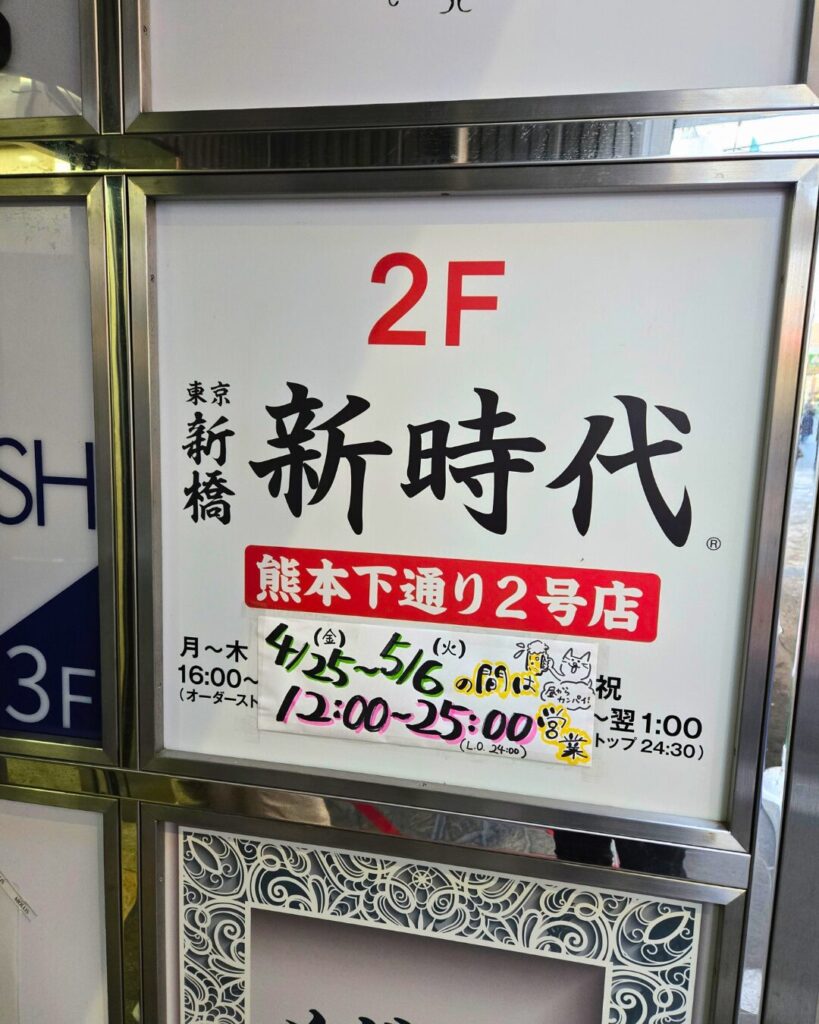 2F
東京
新橋
新時代
®
熊本下通り2号店
月〜木
16:00〜
(オーダースト
4/25(金)〜5/6(火)の間は
昼からカンパイ!
12:00〜25:00営業
(L.O. 24:00)
祝
〜翌1:00
トップ24:30)
SH
3F